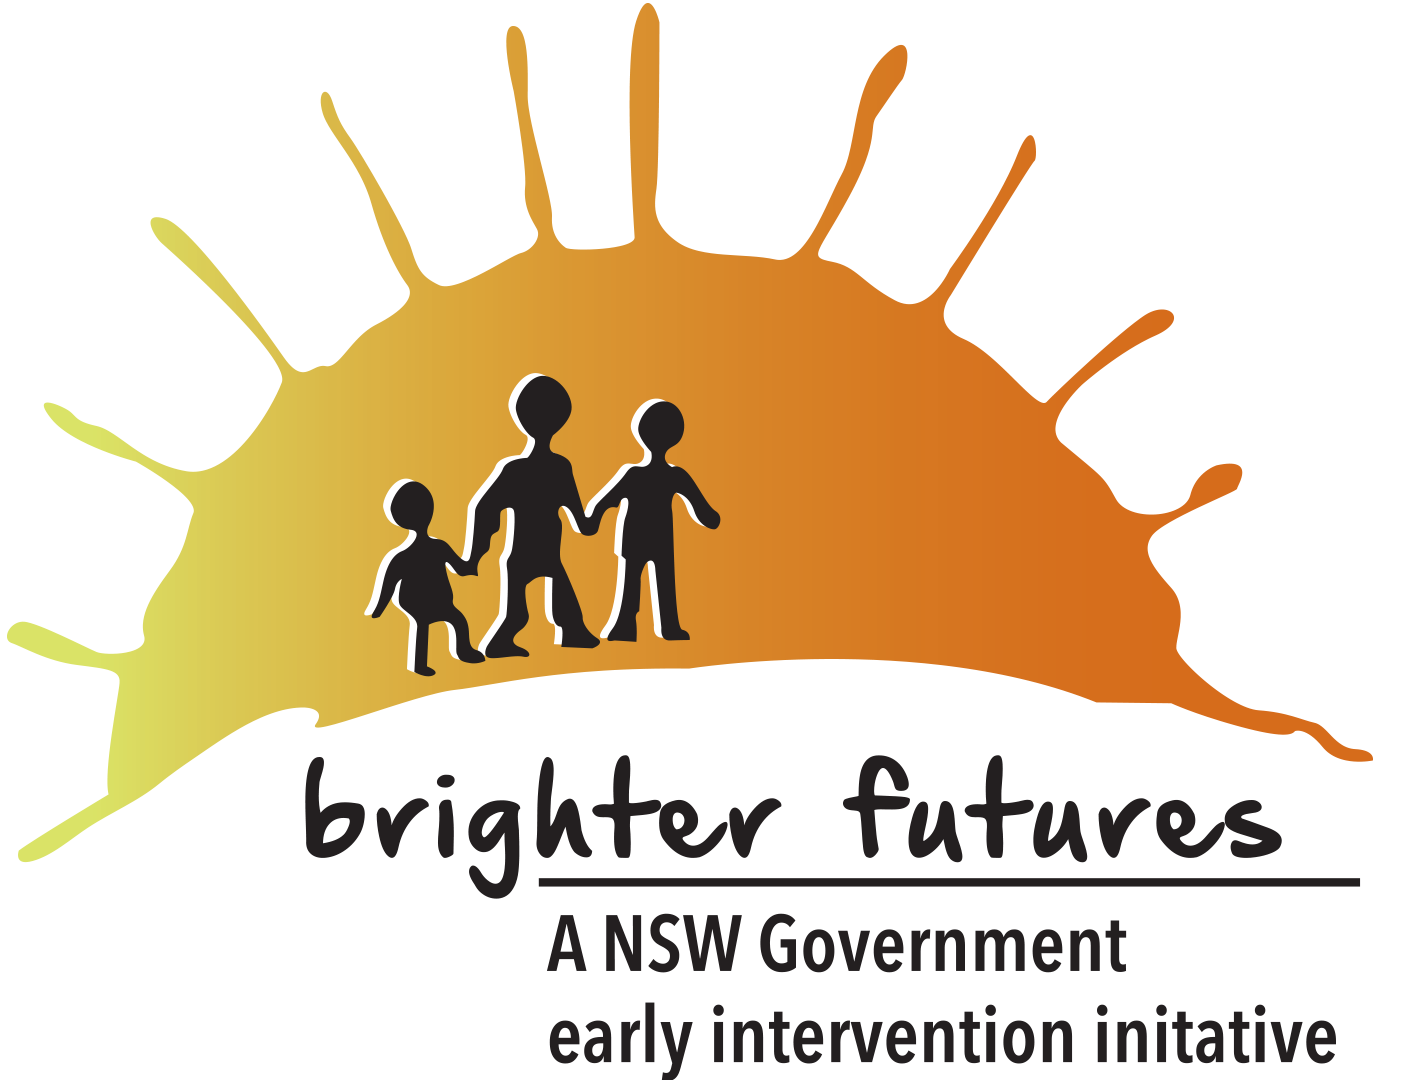 brighter futures
A NSW Government
early intervention initative